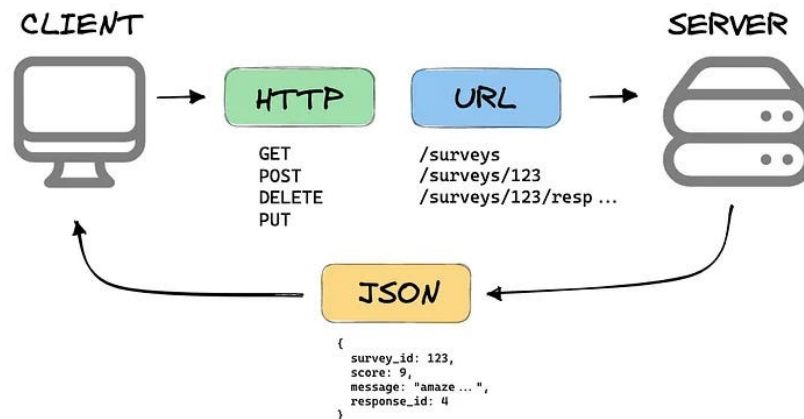 CLIENT
SERVER
HTTP
URL
GET
POST
DELETE
PUT
/surveys
/surveys/123
/surveys/123/resp ...
JSON
{
survey_id: 123,
score: 9,
message: "amaze ... ",
response_id: 4
}